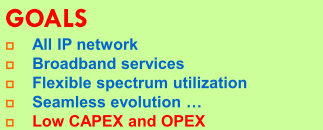 GOALS
All IP network
Broadband services
Flexible spectrum utilization
Seamless evolution …
Low CAPEX and OPEX